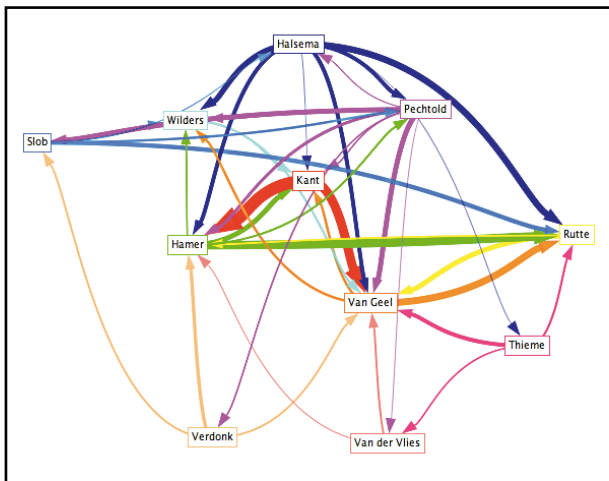 Halsema
Pechtold
Wilders
Slob
Kant
Hamer
Rutte
Van Geel
Thieme
Verdonk
Van der Vlies